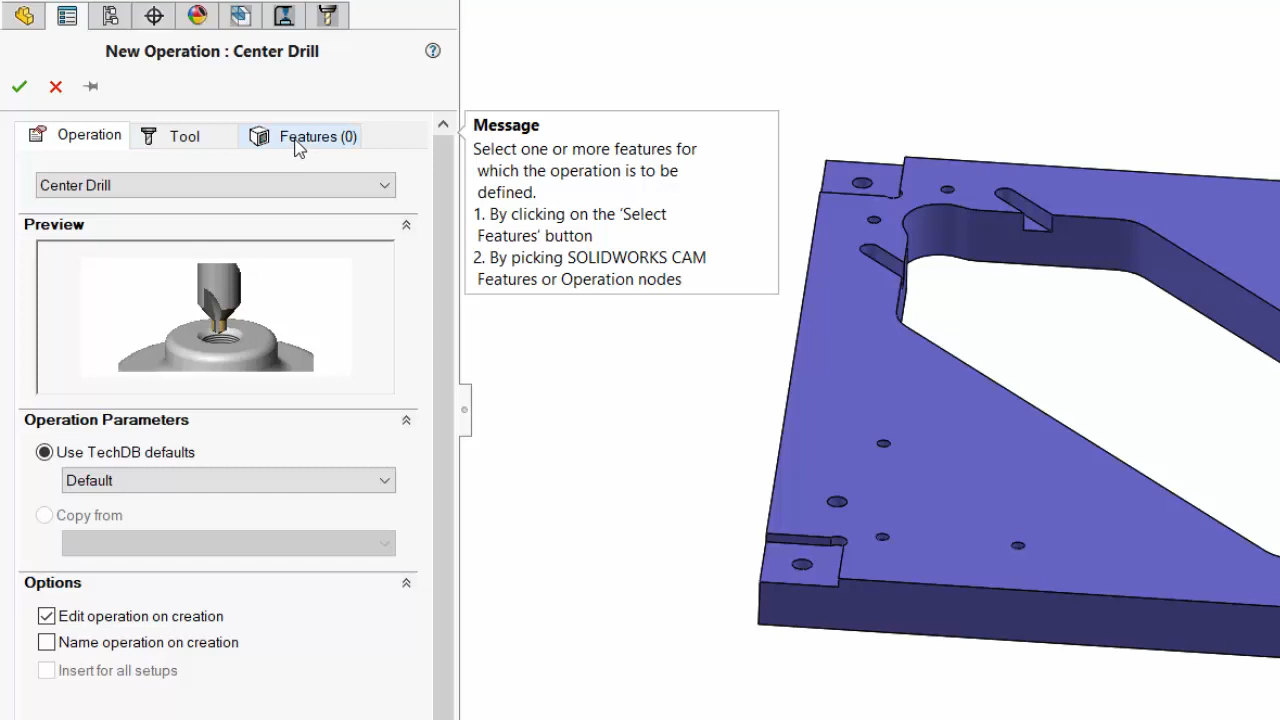 New Operation : Center Drill
Operation
Tool
Features (0)
Center Drill
Preview
Operation Parameters
Use TechDB defaults
Default
Copy from
Options
Edit operation on creation
Name operation on creation
Insert for all setups
Message
Select one or more features for
which the operation is to be
defined.
1. By clicking on the ‘Select
Features’ button
2. By picking SOLIDWORKS CAM
Features or Operation nodes